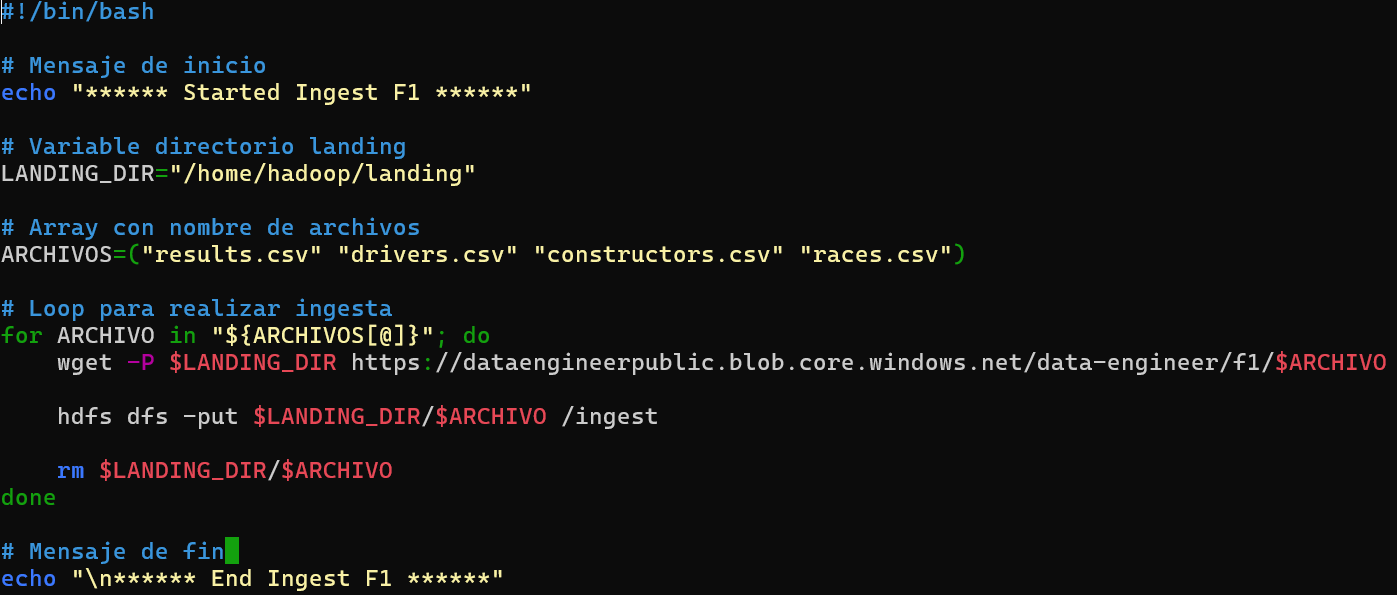 #!/bin/bash
# Mensaje de inicio
echo "****** Started Ingest F1 ******"
# Variable directorio landing
LANDING_DIR="/home/hadoop/landing"
# Array con nombre de archivos
ARCHIVOS=("results.csv" "drivers.csv" "constructors.csv" "races.csv")
# Loop para realizar ingesta
for ARCHIVO in "${ARCHIVOS[@]}"; do
    wget -P $LANDING_DIR https://dataengineerpublic.blob.core.windows.net/data-engineer/f1/$ARCHIVO
    hdfs dfs -put $LANDING_DIR/$ARCHIVO /ingest
    rm $LANDING_DIR/$ARCHIVO
done
# Mensaje de fin
echo "\n****** End Ingest F1 ******"